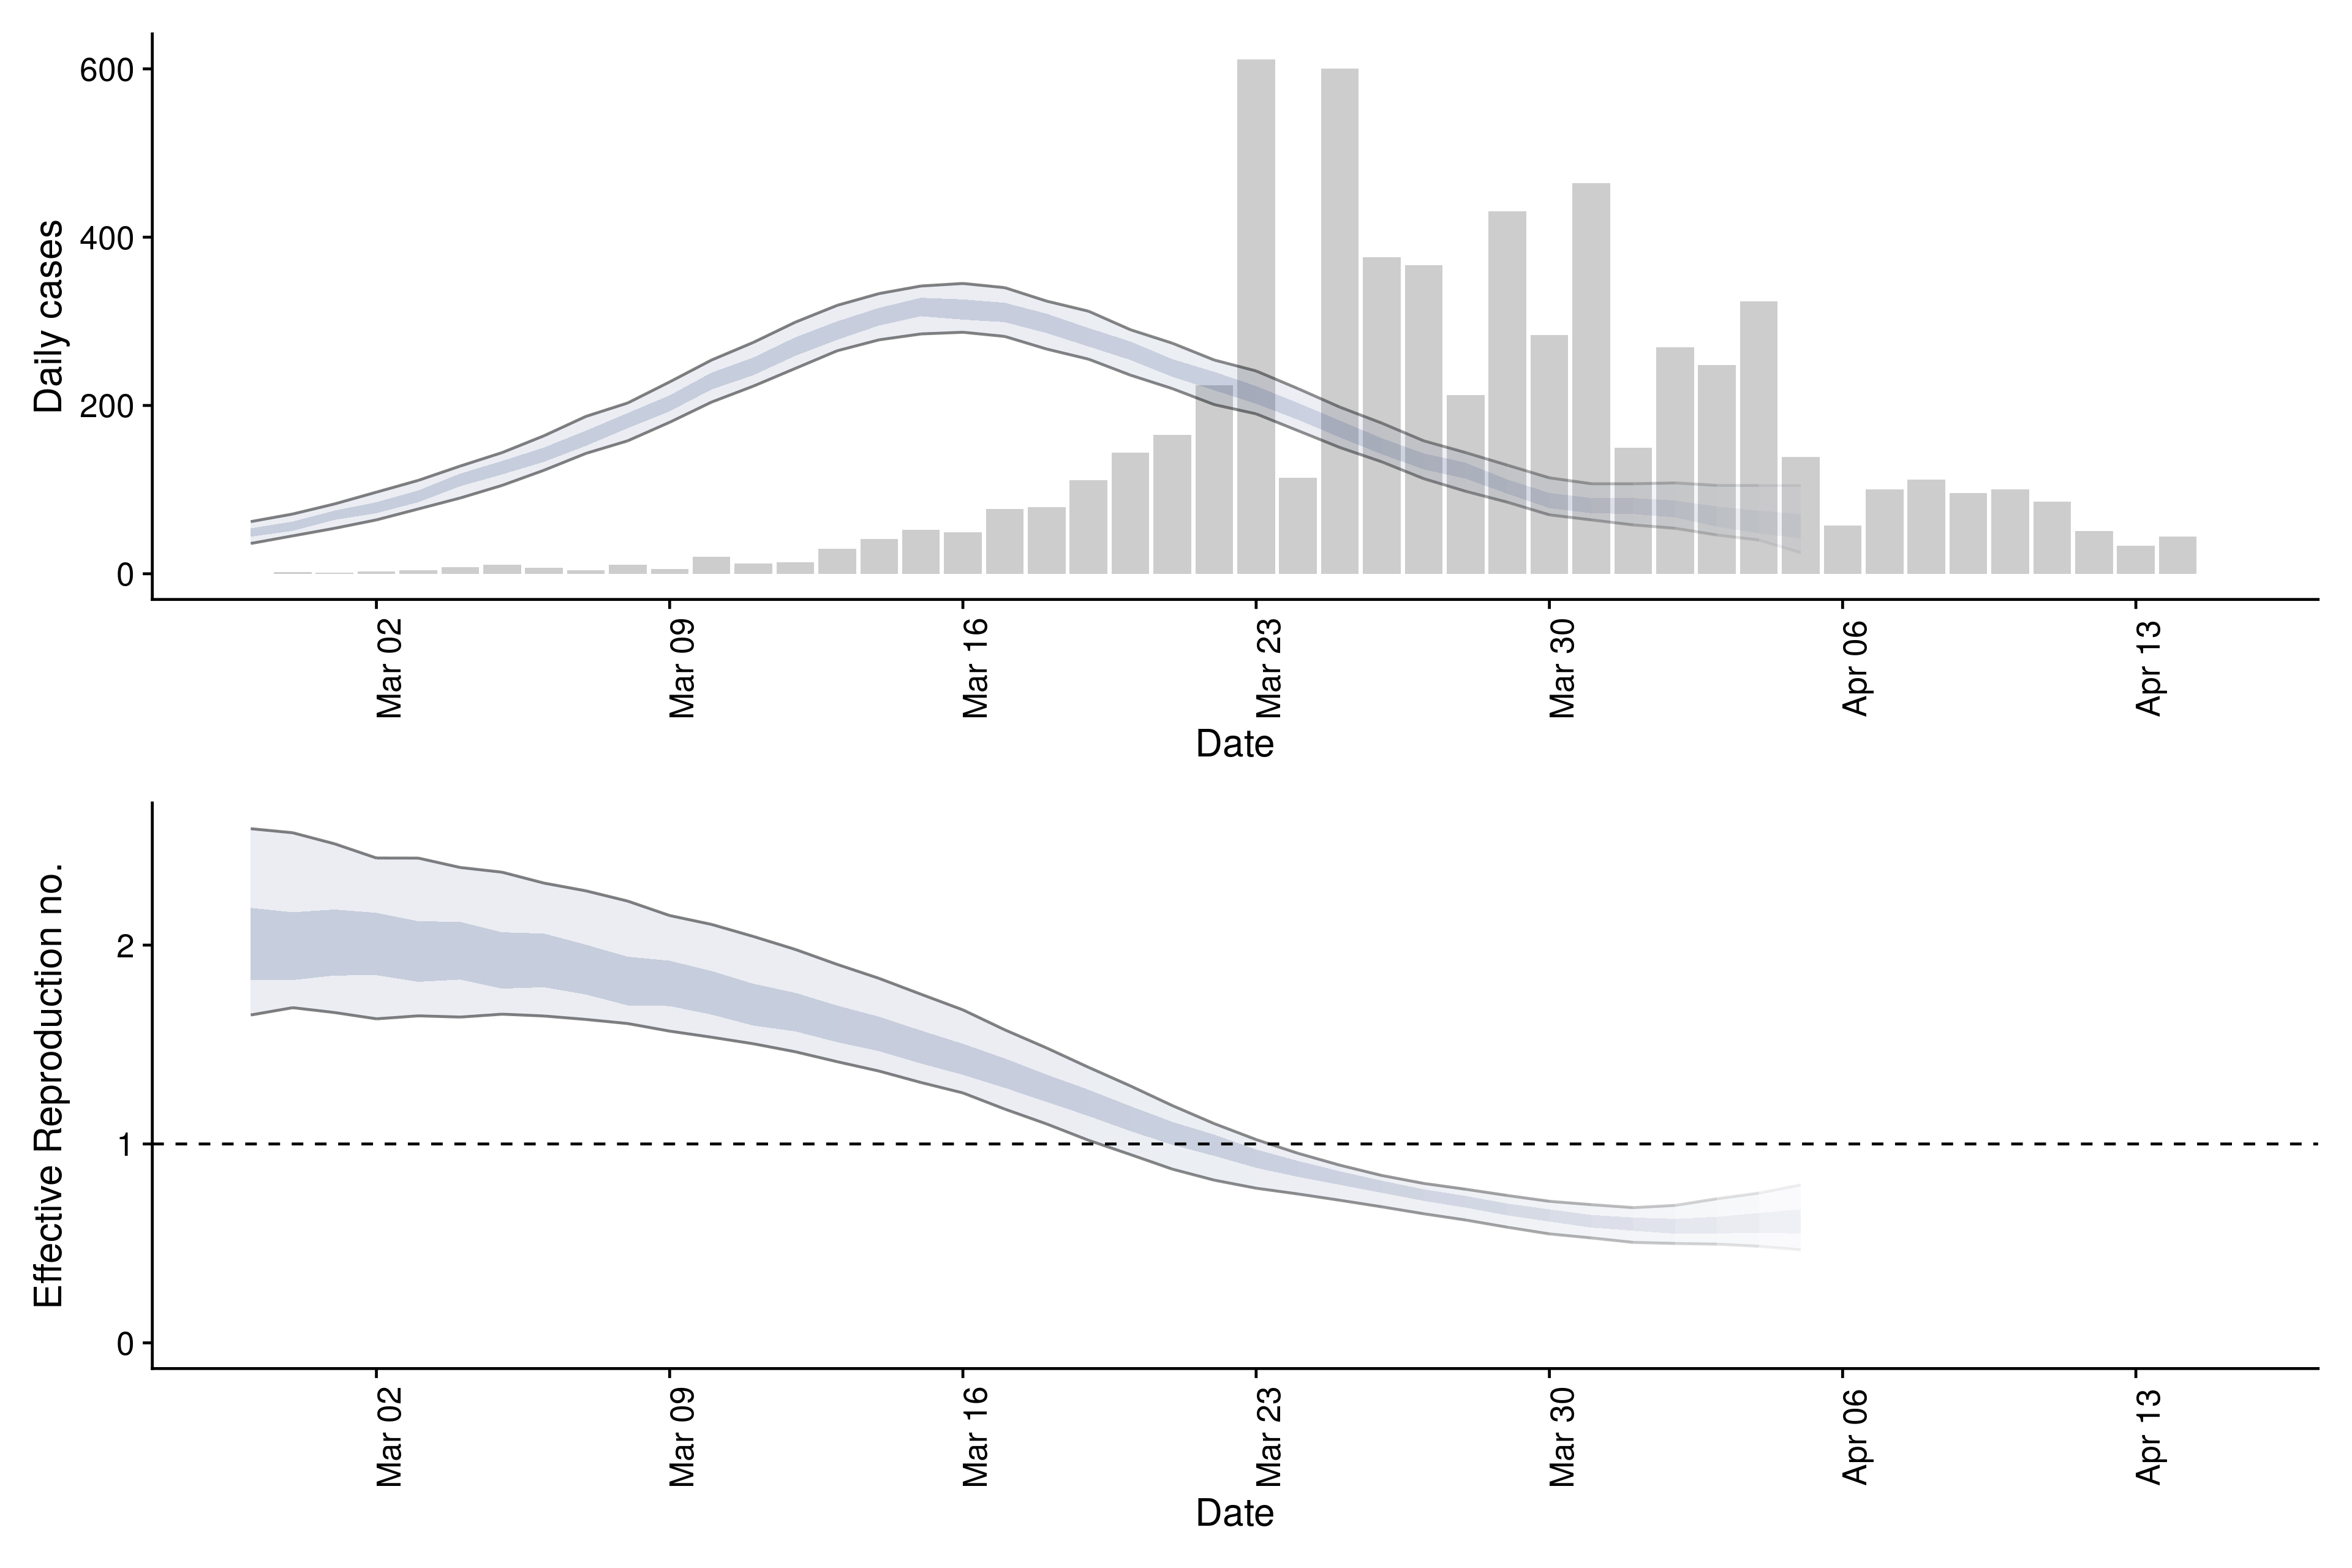 Daily cases
600
400
200
0
Mar 02
Mar 09
Mar 16
Mar 23
Mar 30
Apr 06
Apr 13
Date
Effective Reproduction no.
2
1
0
Mar 02
Mar 09
Mar 16
Mar 23
Mar 30
Apr 06
Apr 13
Date